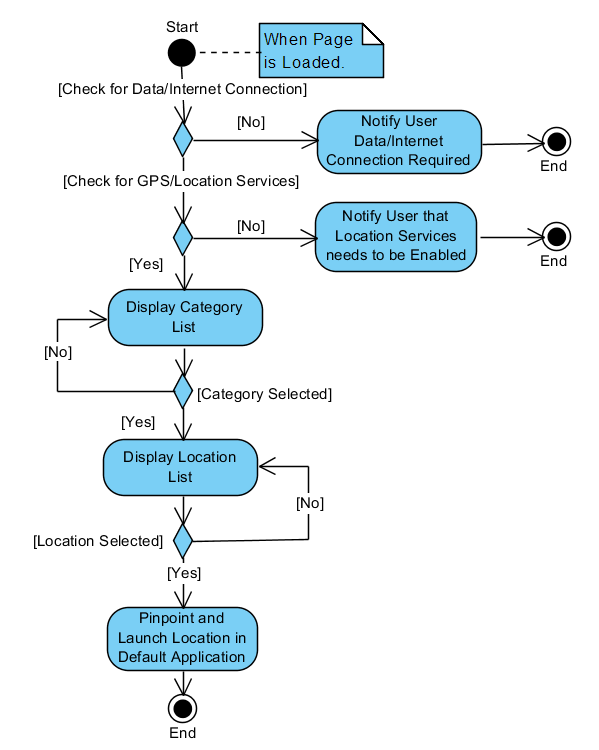 Start
When Page
is Loaded.
[Check for Data/Internet Connection]
[No]
Notify User
Data/Internet
Connection Required
End
[Check for GPS/Location Services]
[No]
Notify User that
Location Services
needs to be Enabled
End
[Yes]
Display Category
List
[No]
[Category Selected]
[Yes]
Display Location
List
[No]
[Location Selected]
[Yes]
Pinpoint and
Launch Location in
Default Application
End